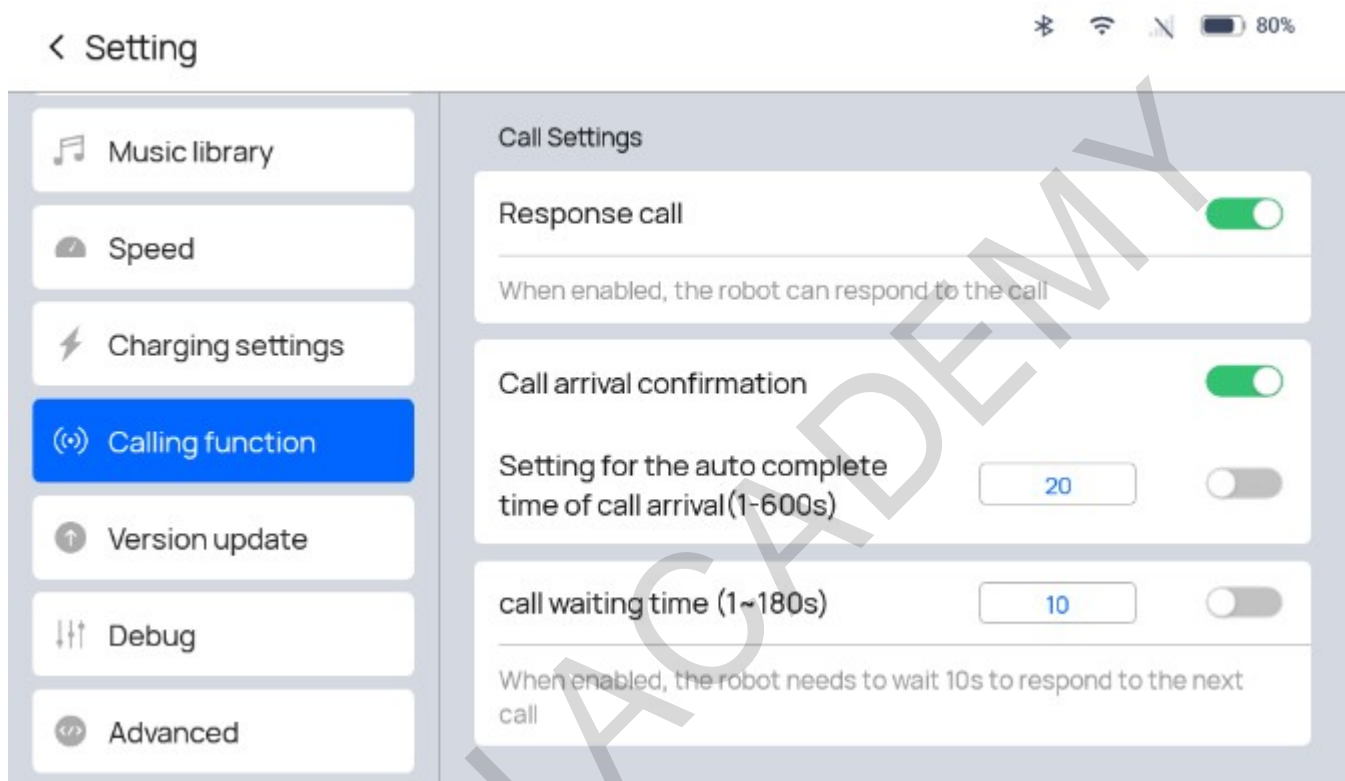 Setting
80%
Music library
Speed
Charging settings
Calling function
Version update
Debug
Advanced
Call Settings
Response call
When enabled, the robot can respond to the call
Call arrival confirmation
Setting for the auto complete
time of call arrival(1-600s)
20
call waiting time (1~180s)
10
When enabled, the robot needs to wait 10s to respond to the next
call
ACADEMY